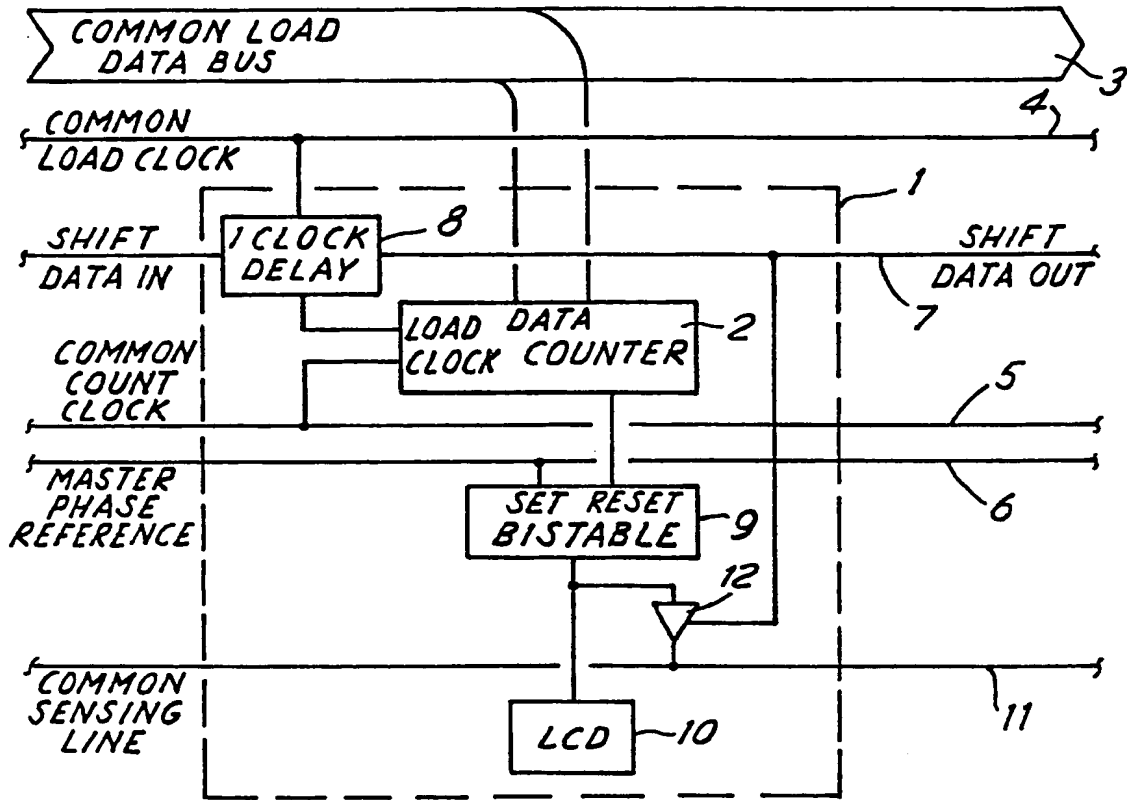 COMMON LOAD
DATA BUS
3
COMMON
LOAD CLOCK
4
1
SHIFT
DATA IN
1 CLOCK
DELAY
8
SHIFT
DATA OUT
7
LOAD DATA
CLOCK COUNTER
2
COMMON
COUNT
CLOCK
5
MASTER
PHASE
REFERENCE
6
SET RESET
BISTABLE
9
12
COMMON
SENSING
LINE
11
LCD
10